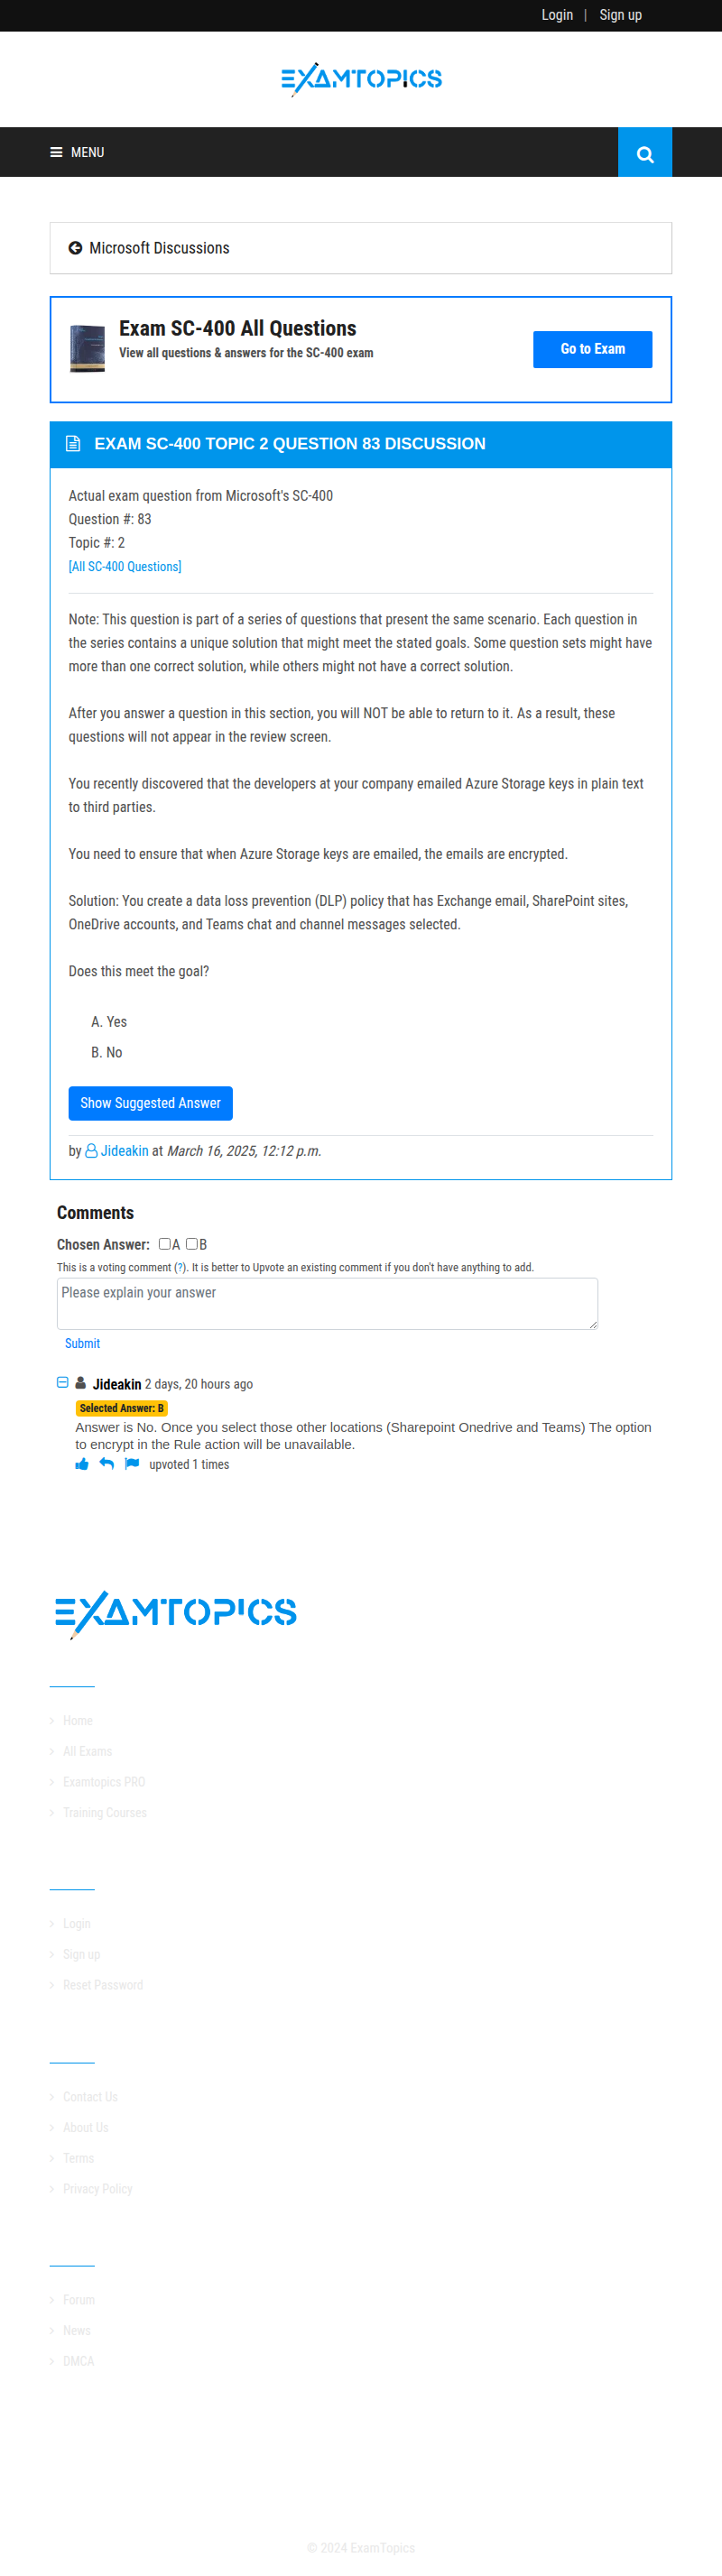 Login | Sign up
EXAMTOPICS
MENU
Microsoft Discussions
Exam SC-400 All Questions
View all questions & answers for the SC-400 exam
Go to Exam
EXAM SC-400 TOPIC 2 QUESTION 83 DISCUSSION
Actual exam question from Microsoft's SC-400
Question #: 83
Topic #: 2
[All SC-400 Questions]
Note: This question is part of a series of questions that present the same scenario. Each question in
the series contains a unique solution that might meet the stated goals. Some question sets might have
more than one correct solution, while others might not have a correct solution.
After you answer a question in this section, you will NOT be able to return to it. As a result, these
questions will not appear in the review screen.
You recently discovered that the developers at your company emailed Azure Storage keys in plain text
to third parties.
You need to ensure that when Azure Storage keys are emailed, the emails are encrypted.
Solution: You create a data loss prevention (DLP) policy that has Exchange email, SharePoint sites,
OneDrive accounts, and Teams chat and channel messages selected.
Does this meet the goal?
A. Yes
B. No
Show Suggested Answer
by Jideakin at March 16, 2025, 12:12 p.m.
Comments
Chosen Answer: A B
This is a voting comment (?). It is better to Upvote an existing comment if you don't have anything to add.
Please explain your answer
Submit
Jideakin 2 days, 20 hours ago
Selected Answer: B
Answer is No. Once you select those other locations (Sharepoint Onedrive and Teams) The option
to encrypt in the Rule action will be unavailable.
upvoted 1 times
EXAMTOPICS
Home
All Exams
Examtopics PRO
Training Courses
Login
Sign up
Reset Password
Contact Us
About Us
Terms
Privacy Policy
Forum
News
DMCA
© 2024 ExamTopics